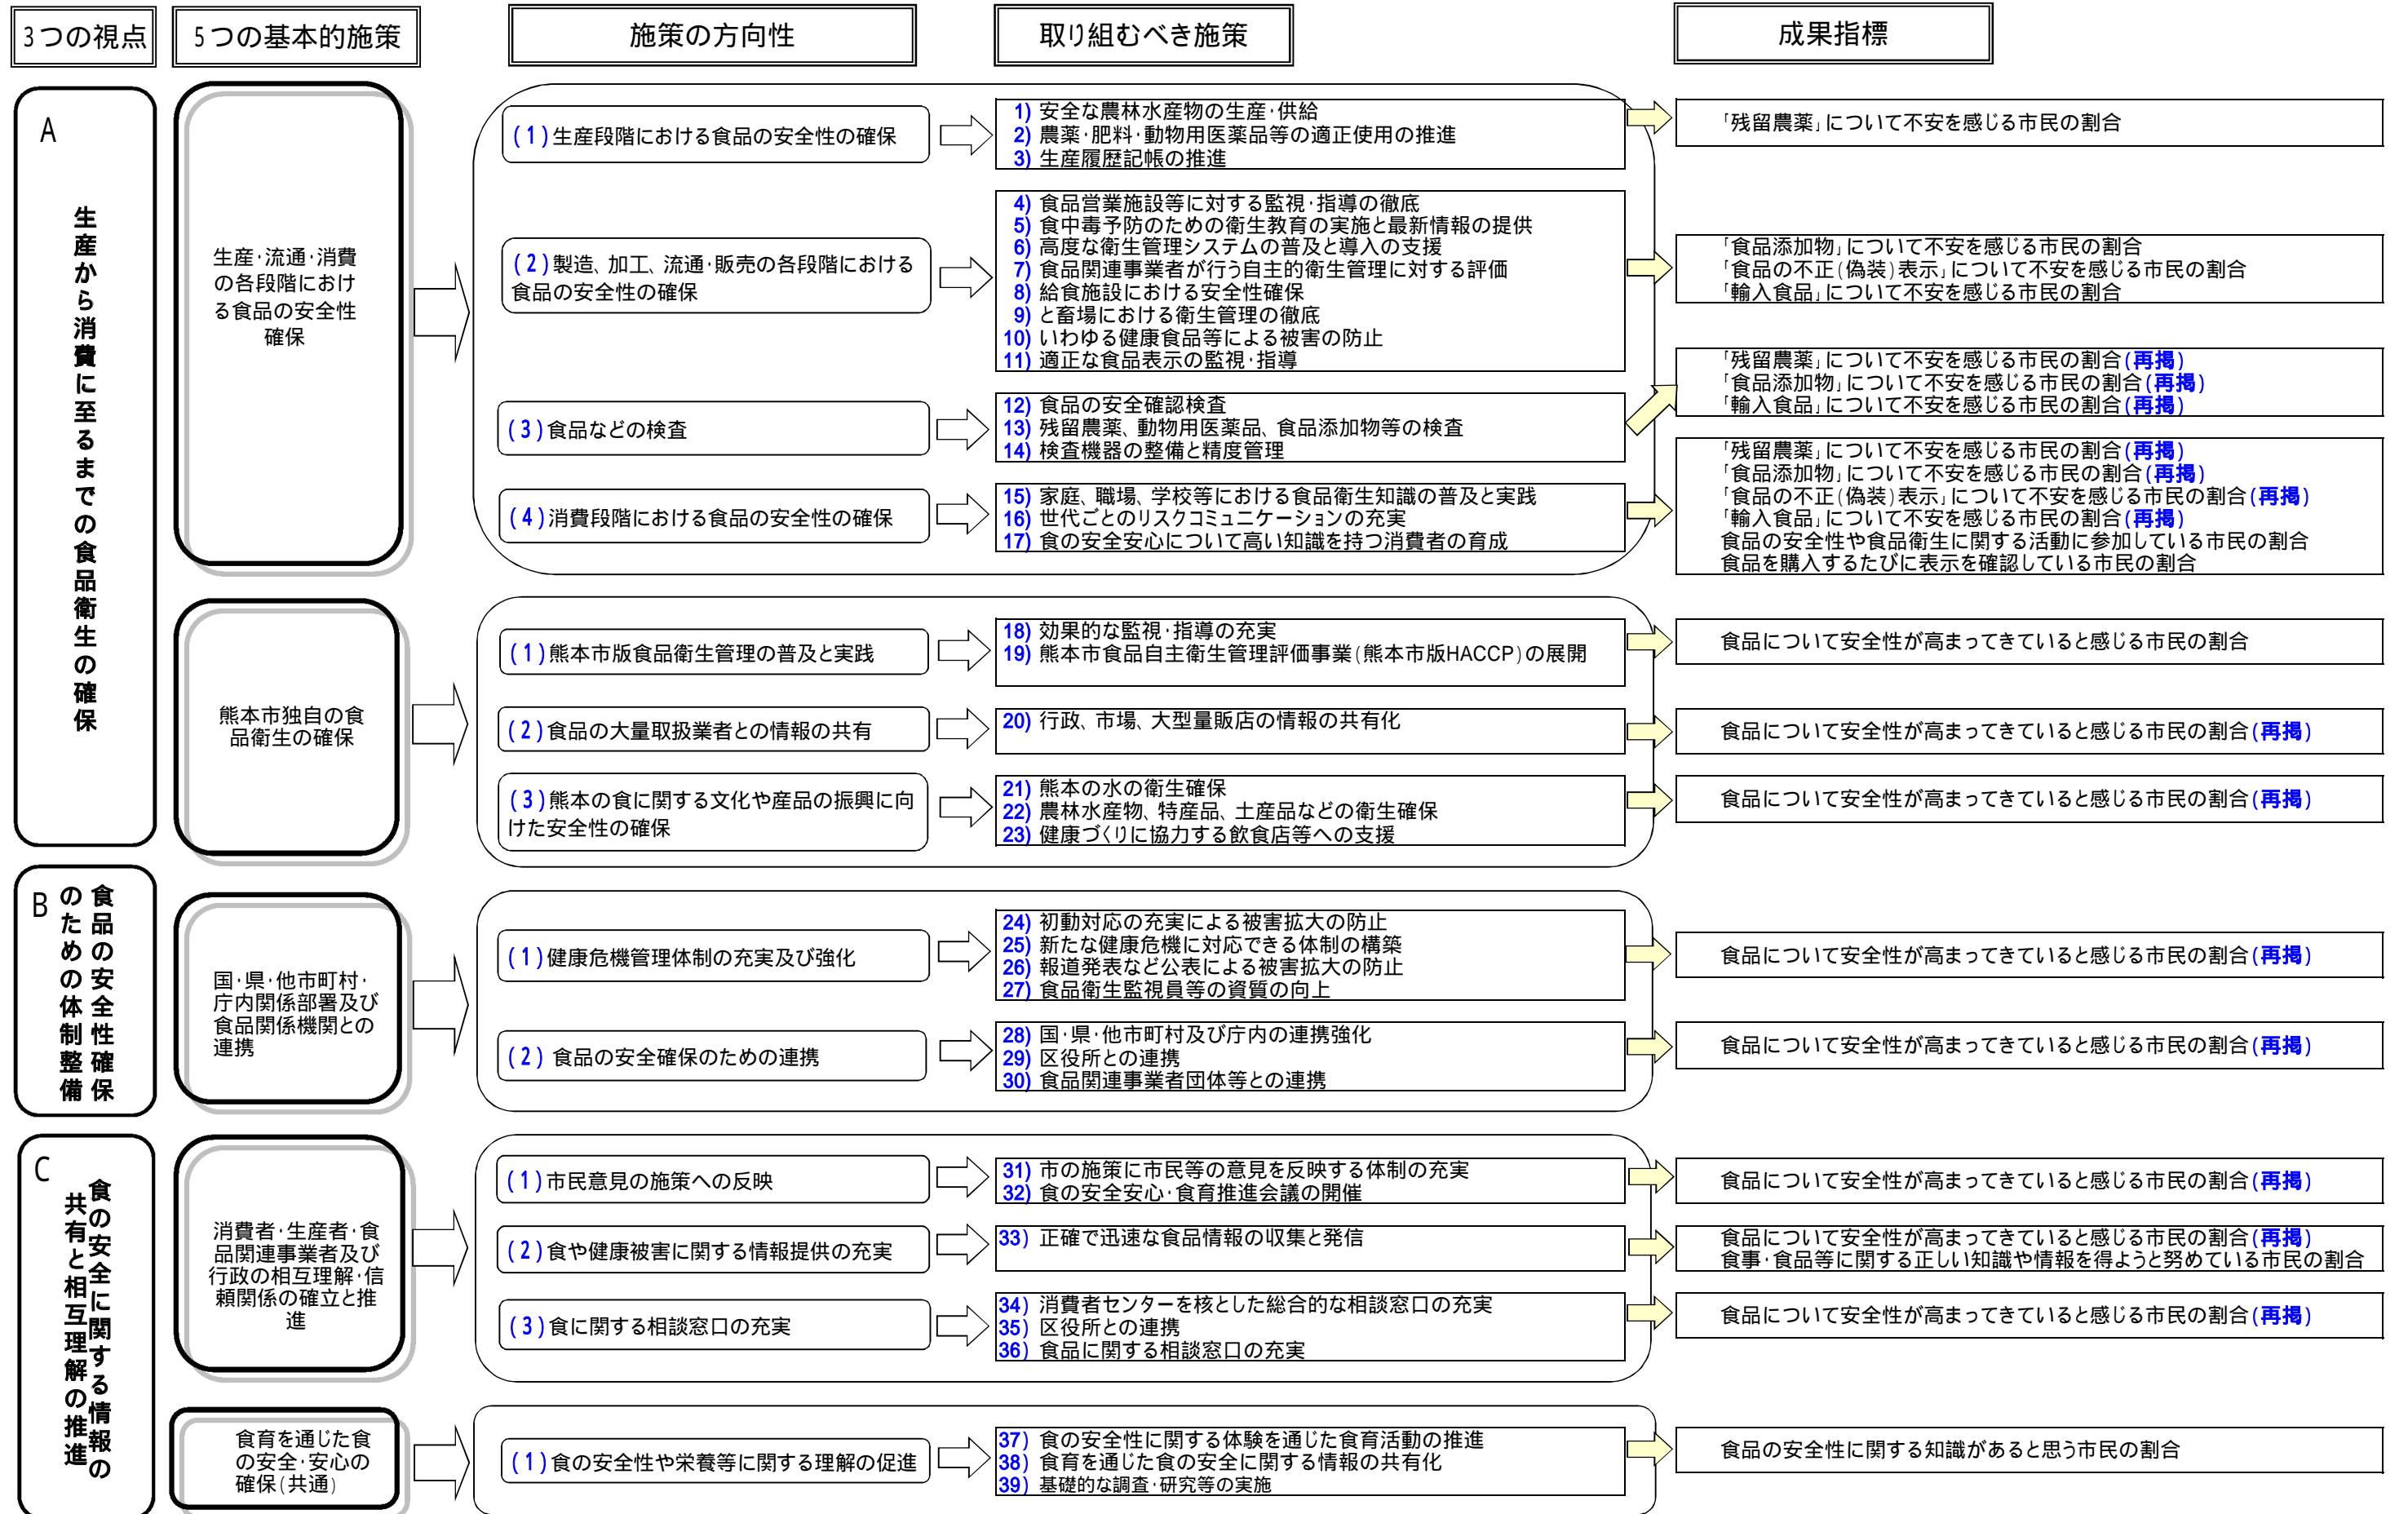 3つの視点
5つの基本的施策
施策の方向性
取り組むべき施策
成果指標
A
生産から消費に至るまでの食品衛生の確保
生産･流通･消費
の各段階におけ
る食品の安全性
確保
(1)生産段階における食品の安全性の確保
1) 安全な農林水産物の生産･供給
2) 農薬･肥料･動物用医薬品等の適正使用の推進
3) 生産履歴記帳の推進
｢残留農薬｣について不安を感じる市民の割合
(2)製造、加工、流通･販売の各段階における
食品の安全性の確保
4) 食品営業施設等に対する監視･指導の徹底
5) 食中毒予防のための衛生教育の実施と最新情報の提供
6) 高度な衛生管理システムの普及と導入の支援
7) 食品関連事業者が行う自主的衛生管理に対する評価
8) 給食施設における安全性確保
9) と畜場における衛生管理の徹底
10) いわゆる健康食品等による被害の防止
11) 適正な食品表示の監視･指導
｢食品添加物｣について不安を感じる市民の割合
｢食品の不正(偽装)表示｣について不安を感じる市民の割合
｢輸入食品｣について不安を感じる市民の割合
(3)食品などの検査
12) 食品の安全確認検査
13) 残留農薬、動物用医薬品、食品添加物等の検査
14) 検査機器の整備と精度管理
｢残留農薬｣について不安を感じる市民の割合(再掲)
｢食品添加物｣について不安を感じる市民の割合(再掲)
｢輸入食品｣について不安を感じる市民の割合(再掲)
(4)消費段階における食品の安全性の確保
15) 家庭、職場、学校等における食品衛生知識の普及と実践
16) 世代ごとのリスクコミュニケーションの充実
17) 食の安全安心について高い知識を持つ消費者の育成
｢残留農薬｣について不安を感じる市民の割合(再掲)
｢食品添加物｣について不安を感じる市民の割合(再掲)
｢食品の不正(偽装)表示｣について不安を感じる市民の割合(再掲)
｢輸入食品｣について不安を感じる市民の割合(再掲)
食品の安全性や食品衛生に関する活動に参加している市民の割合
食品を購入するたびに表示を確認している市民の割合
熊本市独自の食
品衛生の確保
(1)熊本市版食品衛生管理の普及と実践
18) 効果的な監視･指導の充実
19) 熊本市食品自主衛生管理評価事業(熊本市版HACCP)の展開
食品について安全性が高まってきていると感じる市民の割合
(2)食品の大量取扱業者との情報の共有
20) 行政、市場、大型量販店の情報の共有化
食品について安全性が高まってきていると感じる市民の割合(再掲)
(3)熊本の食に関する文化や産品の振興に向
けた安全性の確保
21) 熊本の水の衛生確保
22) 農林水産物、特産品、土産品などの衛生確保
23) 健康づくりに協力する飲食店等への支援
食品について安全性が高まってきていると感じる市民の割合(再掲)
B
食品の安全性確保
のための体制整備
国･県･他市町村･
庁内関係部署及び
食品関係機関との
連携
(1)健康危機管理体制の充実及び強化
24) 初動対応の充実による被害拡大の防止
25) 新たな健康危機に対応できる体制の構築
26) 報道発表など公表による被害拡大の防止
27) 食品衛生監視員等の資質の向上
食品について安全性が高まってきていると感じる市民の割合(再掲)
(2) 食品の安全確保のための連携
28) 国･県･他市町村及び庁内の連携強化
29) 区役所との連携
30) 食品関連事業者団体等との連携
食品について安全性が高まってきていると感じる市民の割合(再掲)
C
食の安全に関する情報の
共有と相互理解の推進
消費者･生産者･食
品関連事業者及び
行政の相互理解･信
頼関係の確立と推
進
(1)市民意見の施策への反映
31) 市の施策に市民等の意見を反映する体制の充実
32) 食の安全安心･食育推進会議の開催
食品について安全性が高まってきていると感じる市民の割合(再掲)
(2)食や健康被害に関する情報提供の充実
33) 正確で迅速な食品情報の収集と発信
食品について安全性が高まってきていると感じる市民の割合(再掲)
食事･食品等に関する正しい知識や情報を得ようと努めている市民の割合
(3)食に関する相談窓口の充実
34) 消費者センターを核とした総合的な相談窓口の充実
35) 区役所との連携
36) 食品に関する相談窓口の充実
食品について安全性が高まってきていると感じる市民の割合(再掲)
食育を通じた食
の安全･安心の
確保(共通)
(1)食の安全性や栄養等に関する理解の促進
37) 食の安全性に関する体験を通じた食育活動の推進
38) 食育を通じた食の安全に関する情報の共有化
39) 基礎的な調査･研究等の実施
食品の安全性に関する知識があると思う市民の割合